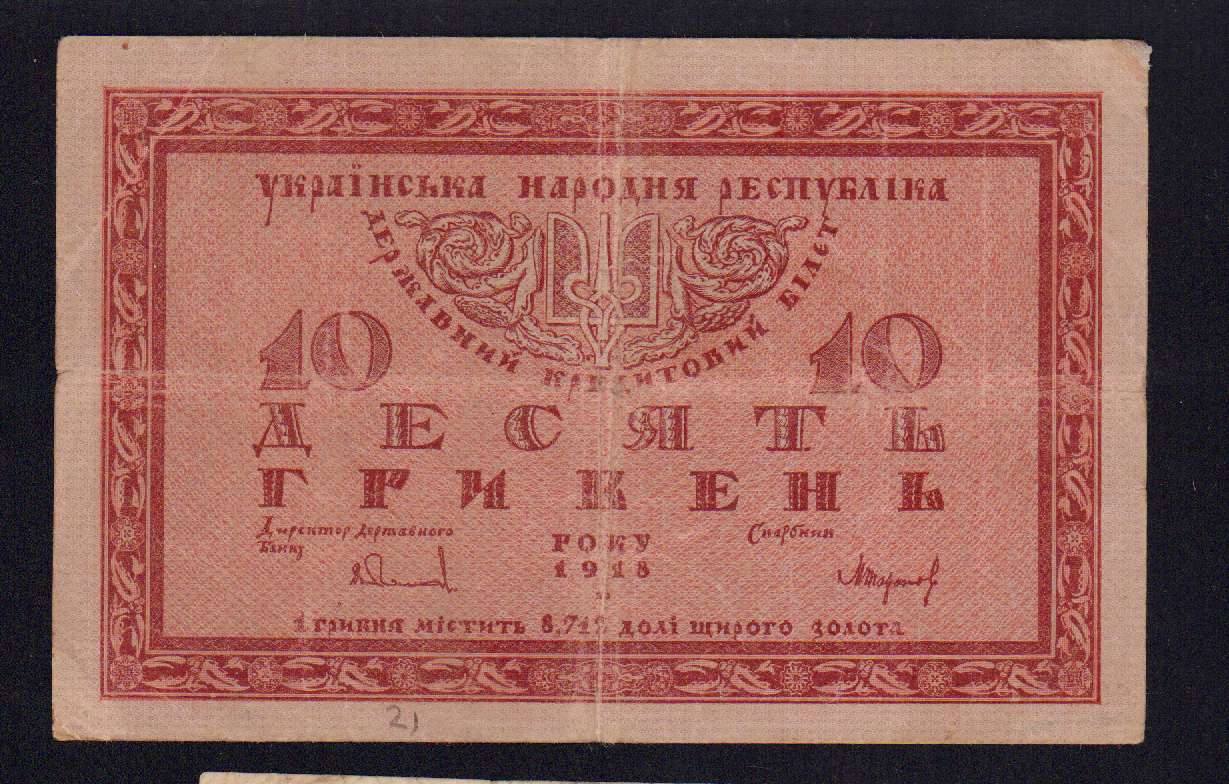 УКРАЇНСЬКА НАРОДНЯ РЕСПУБЛІКА
ДЕРЖАВНИЙ КРЕДИТОВИЙ БІЛЕТ
10 10
ДЕСЯТЬ
ГРИВЕНЬ
Директор Державного
Банку
Скарбник
РОКУ
1918
1 гривня містить 8,712 долі щирого золота
21